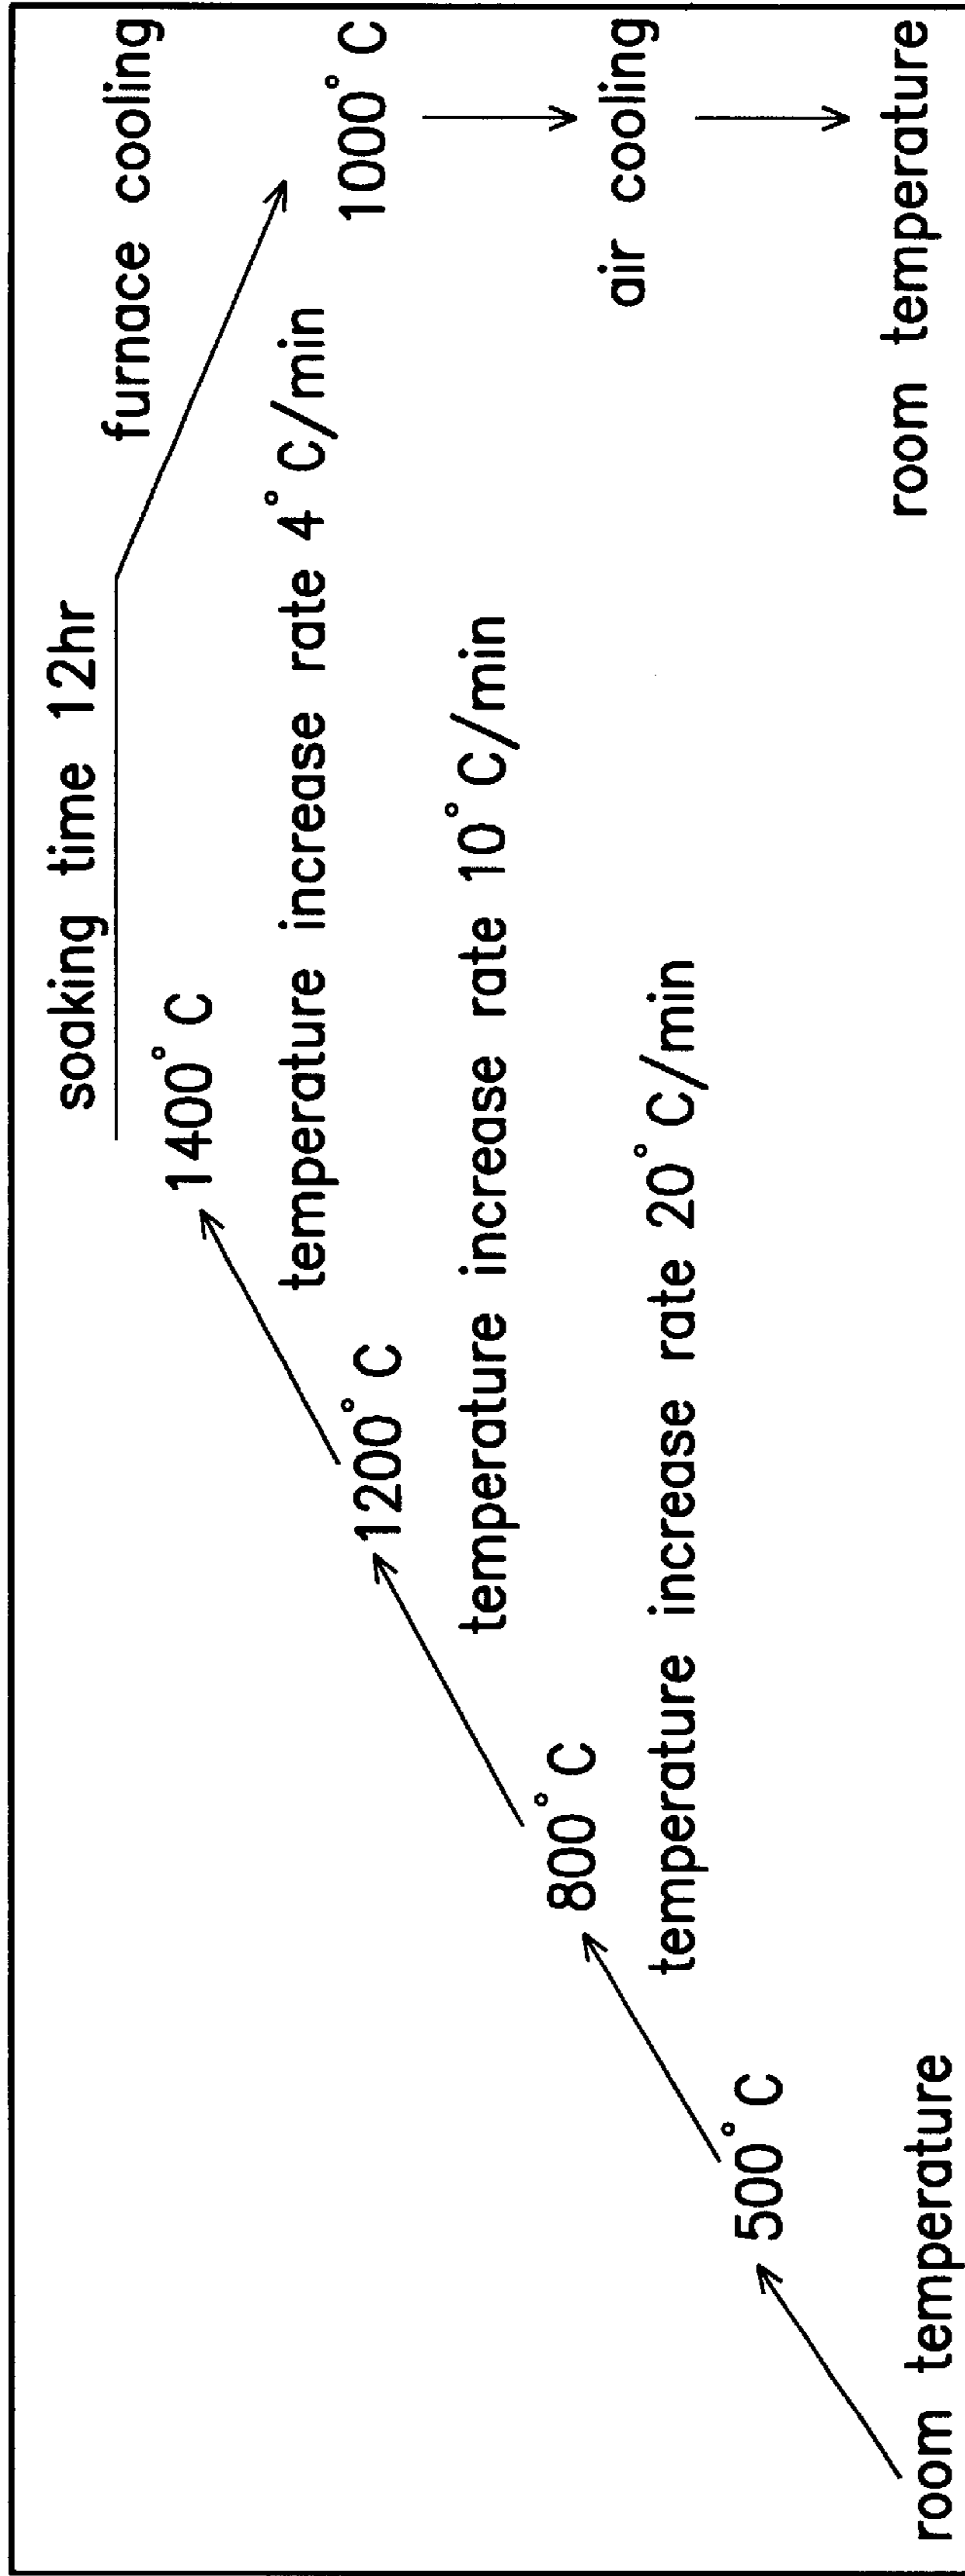 soaking time 12hr
furnace cooling
1400° C
temperature increase rate 4° C/min
1000° C
1200° C
temperature increase rate 10° C/min
800° C
air cooling
temperature increase rate 20° C/min
500° C
room temperature
room temperature